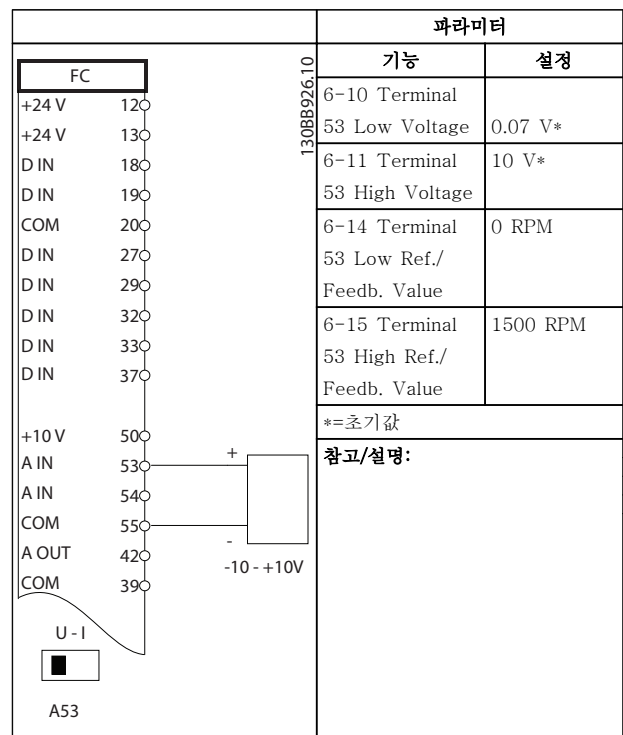 파라미터
기능 설정
6-10 Terminal
53 Low Voltage 0.07 V*
6-11 Terminal 10 V*
53 High Voltage
6-14 Terminal 0 RPM
53 Low Ref./
Feedb. Value
6-15 Terminal 1500 RPM
53 High Ref./
Feedb. Value
*=초기값
참고/설명:
FC
130BB926.10
+24 V 12
+24 V 13
D IN 18
D IN 19
COM 20
D IN 27
D IN 29
D IN 32
D IN 33
D IN 37
+10 V 50
A IN 53
A IN 54
COM 55
A OUT 42
COM 39
+
-
-10 - +10V
U - I
A53